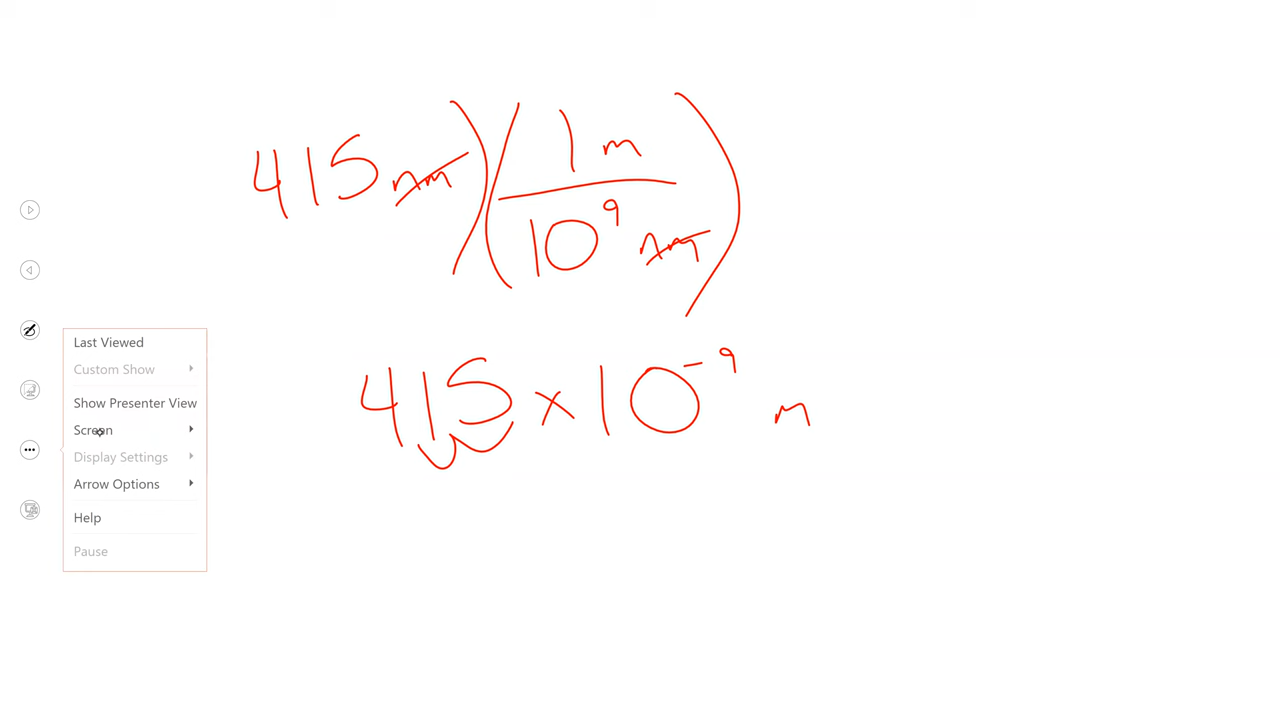 415 nm) (1 m / 10⁹ nm)
415 × 10⁻⁹ m
Last Viewed
Custom Show
Show Presenter View
Screen
Display Settings
Arrow Options
Help
Pause